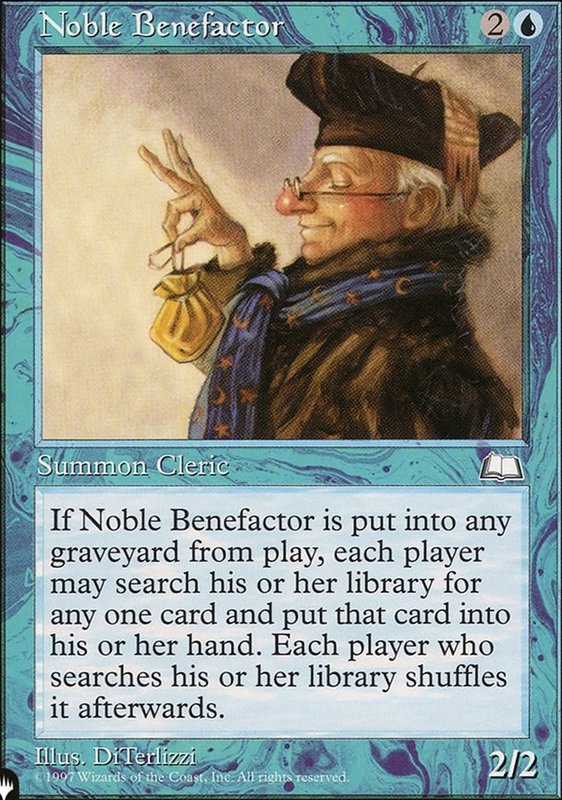 Noble Benefactor 2
Summon Cleric
If Noble Benefactor is put into any
graveyard from play, each player
may search his or her library for
any one card and put that card into
his or her hand. Each player who
searches his or her library shuffles
it afterwards.
Illus. DiTerlizzi
©1997 Wizards of the Coast, Inc. All rights reserved.
2/2